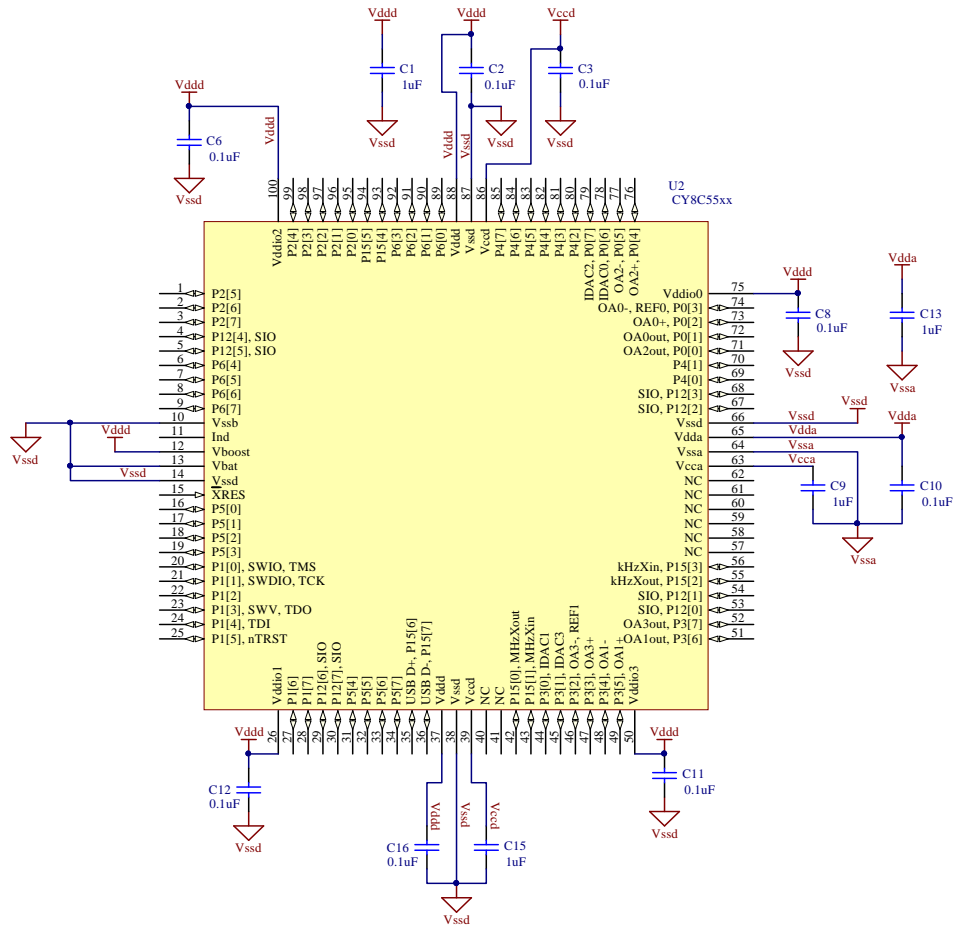 Vddd
Vddd
Vccd
C1
1uF
C2
0.1uF
C3
0.1uF
Vddd
C6
0.1uF
Vssd
Vddd
Vssd
Vddd
Vssd
Vssd
Vssd
U2
CY8C55xx
100
99
98
97
96
95
94
93
92
91
90
89
88
87
86
85
84
83
82
81
80
79
78
77
76
Vddio2
P2[4]
P2[3]
P2[2]
P2[1]
P2[0]
P15[5]
P15[4]
P6[3]
P6[2]
P6[1]
P6[0]
Vddd
Vssd
Vccd
P4[7]
P4[6]
P4[5]
P4[4]
P4[3]
P4[2]
IDAC2, P0[7]
IDAC0, P0[6]
OA2-, P0[5]
OA2+, P0[4]
1 P2[5]
2 P2[6]
3 P2[7]
4 P12[4], SIO
5 P12[5], SIO
6 P6[4]
7 P6[5]
8 P6[6]
9 P6[7]
10 Vssb
11 Ind
12 Vboost
13 Vbat
14 Vssd
15 XRES
16 P5[0]
17 P5[1]
18 P5[2]
19 P5[3]
20 P1[0], SWIO, TMS
21 P1[1], SWDIO, TCK
22 P1[2]
23 P1[3], SWV, TDO
24 P1[4], TDI
25 P1[5], nTRST
Vssd
Vddd
Vssd
Vddio0 75
OA0-, REF0, P0[3] 74
OA0+, P0[2] 73
OA0out, P0[1] 72
OA2out, P0[0] 71
P4[1] 70
P4[0] 69
SIO, P12[3] 68
SIO, P12[2] 67
Vssd 66
Vdda 65
Vssa 64
Vcca 63
NC 62
NC 61
NC 60
NC 59
NC 58
NC 57
kHzXin, P15[3] 56
kHzXout, P15[2] 55
SIO, P12[1] 54
SIO, P12[0] 53
OA3out, P3[7] 52
OA1out, P3[6] 51
Vddd
C8
0.1uF
Vssd
Vdda
C13
1uF
Vssa
Vssd
Vssd
Vdda
Vdda
Vssa
Vcca
C9
1uF
C10
0.1uF
Vssa
Vddio1
P1[6]
P1[7]
P12[6], SIO
P12[7], SIO
P5[4]
P5[5]
P5[6]
P5[7]
USB D+, P15[6]
USB D-, P15[7]
Vddd
Vssd
Vccd
NC
NC
P15[0], MHzXout
P15[1], MHzXin
P3[0], IDAC1
P3[1], IDAC3
P3[2], OA3-, REF1
P3[3], OA3+
P3[4], OA1-
P3[5], OA1+
Vddio3
26
27
28
29
30
31
32
33
34
35
36
37
38
39
40
41
42
43
44
45
46
47
48
49
50
Vddd
C12
0.1uF
Vssd
Vddd
Vssd
Vccd
C16
0.1uF
C15
1uF
Vssd
Vddd
C11
0.1uF
Vssd